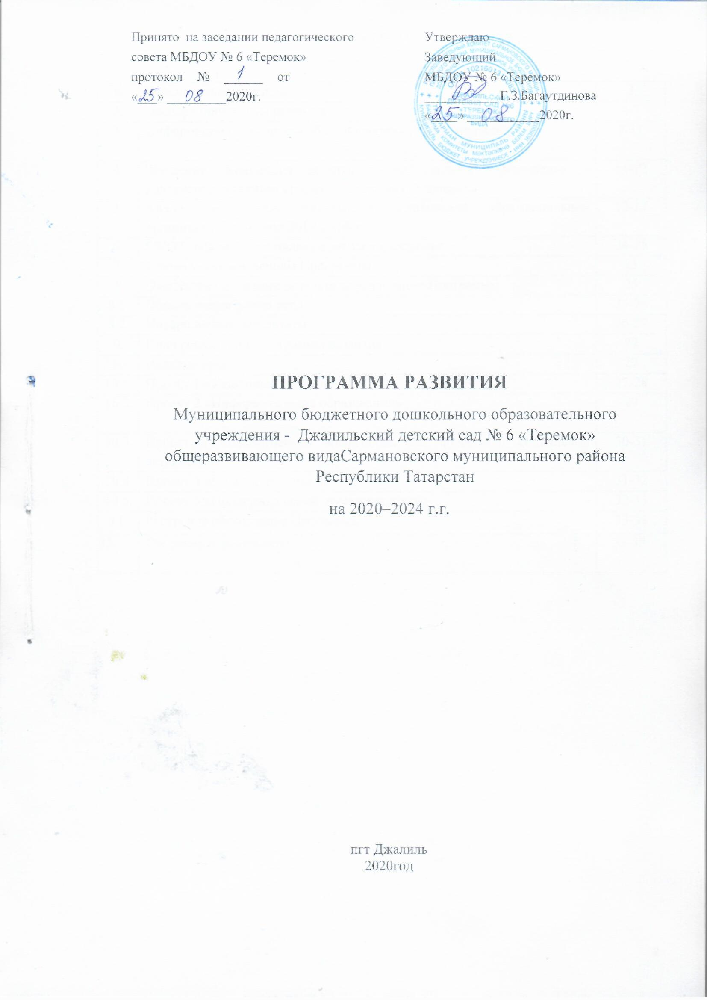 Принято на заседании педагогического
совета МБДОУ № 6 «Теремок»
протокол № 1 от
«25» 08 2020г.
Утверждаю
Заведующий
МБДОУ № 6 «Теремок»
Г.З.Багаутдинова
«25» 08 2020г.
ПРОГРАММА РАЗВИТИЯ
Муниципального бюджетного дошкольного образовательного
учреждения - Джалильский детский сад № 6 «Теремок»
общеразвивающего видаСармановского муниципального района
Республики Татарстан
на 2020–2024 г.г.
пгт Джалиль
2020год